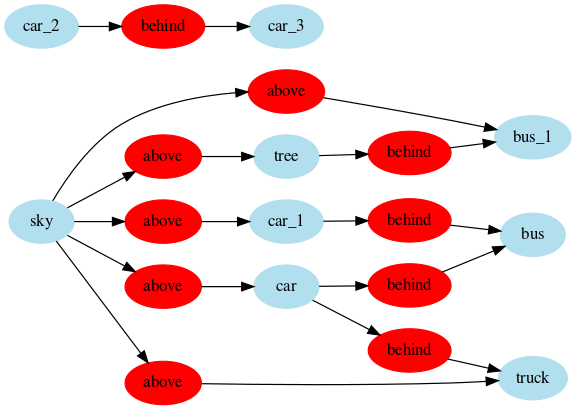 car_2
behind
car_3
above
bus_1
above
tree
behind
sky
above
car_1
behind
bus
above
car
behind
behind
above
truck